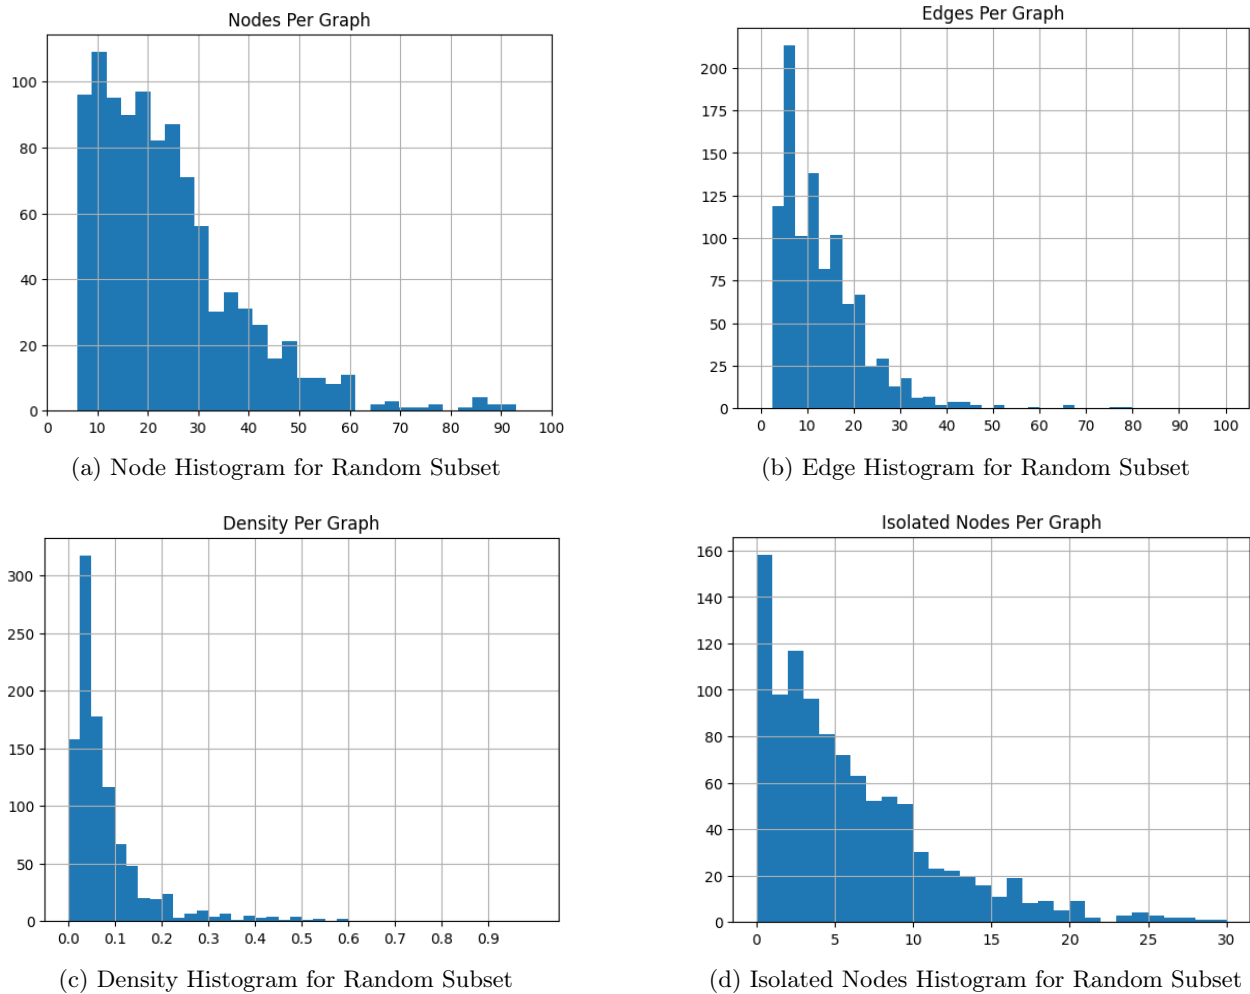 Nodes Per Graph
100
80
60
40
20
0
0 10 20 30 40 50 60 70 80 90 100
(a) Node Histogram for Random Subset
Edges Per Graph
200
175
150
125
100
75
50
25
0
0 10 20 30 40 50 60 70 80 90 100
(b) Edge Histogram for Random Subset
Density Per Graph
300
250
200
150
100
50
0
0.0 0.1 0.2 0.3 0.4 0.5 0.6 0.7 0.8 0.9
(c) Density Histogram for Random Subset
Isolated Nodes Per Graph
160
140
120
100
80
60
40
20
0
0 5 10 15 20 25 30
(d) Isolated Nodes Histogram for Random Subset